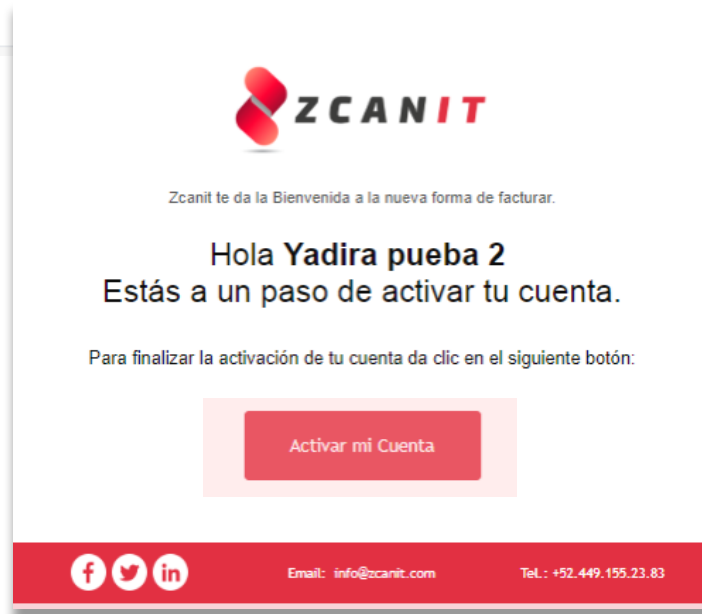 ZCANIT
Zcanit te da la Bienvenida a la nueva forma de facturar.
Hola Yadira pueba 2
Estás a un paso de activar tu cuenta.
Para finalizar la activación de tu cuenta da clic en el siguiente botón:
Activar mi Cuenta
f in Email: info@zcanit.com Tel.: +52.449.155.23.83